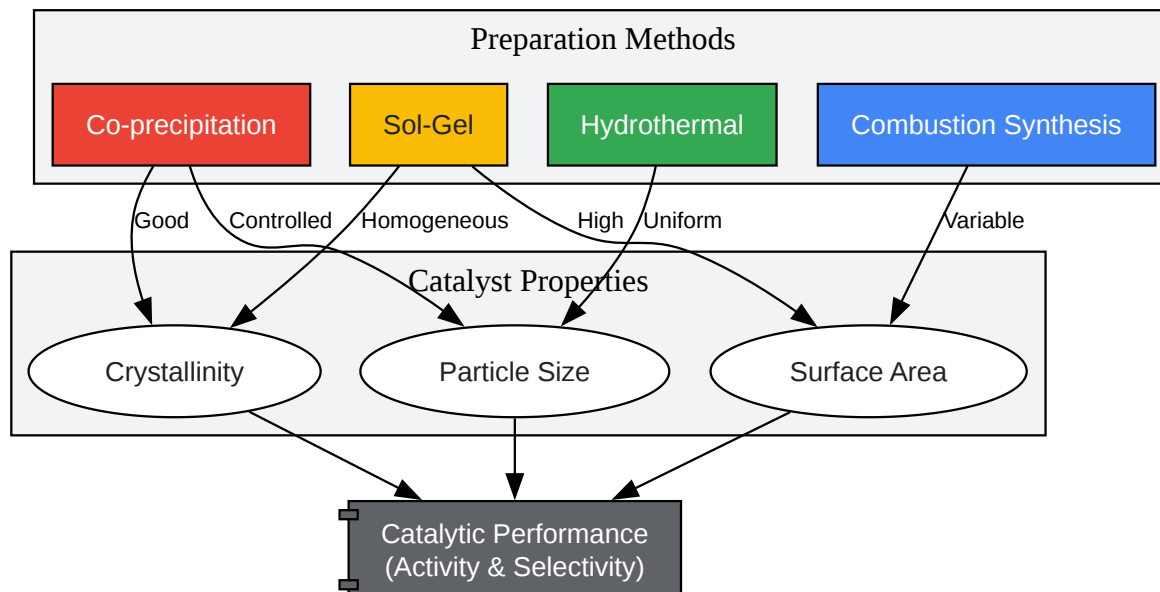 Preparation Methods
Co-precipitation
Sol-Gel
Hydrothermal
Combustion Synthesis
Good
Controlled
Homogeneous
High
Uniform
Variable
Catalyst Properties
Crystallinity
Particle Size
Surface Area
Catalytic Performance
(Activity & Selectivity)